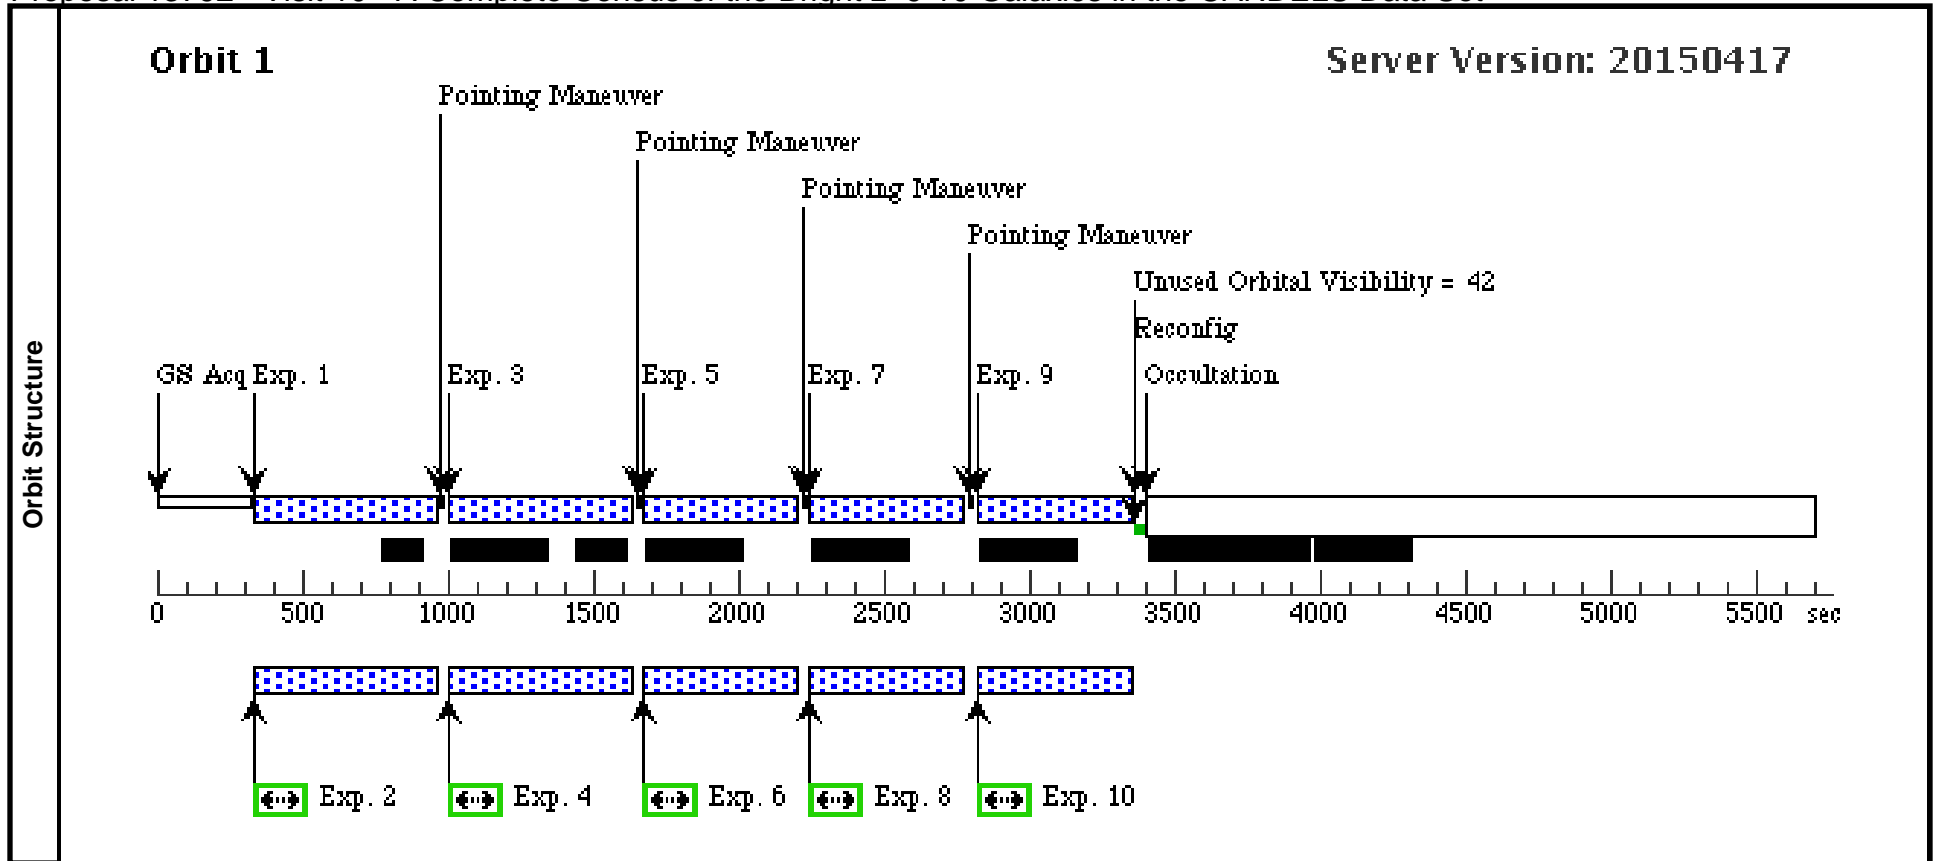 Orbit 1
Server Version: 20150417
Pointing Maneuver
Pointing Maneuver
Pointing Maneuver
Pointing Maneuver
Unused Orbital Visibility = 42
Reconfig
GS Acq Exp. 1 Exp. 3 Exp. 5 Exp. 7 Exp. 9 Occultation
Orbit Structure
0 500 1000 1500 2000 2500 3000 3500 4000 4500 5000 5500 sec
Exp. 2 Exp. 4 Exp. 6 Exp. 8 Exp. 10